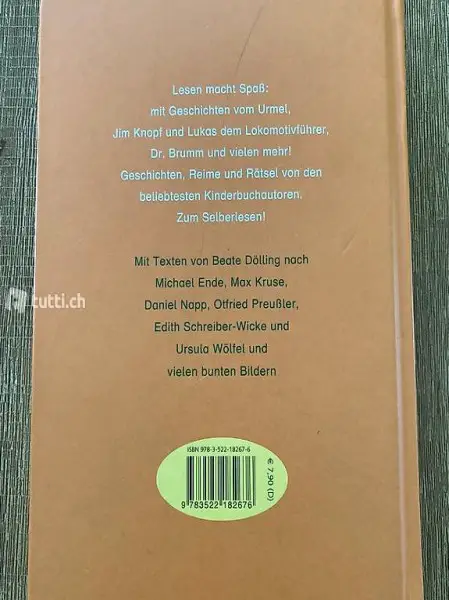 Lesen macht Spaß:
mit Geschichten vom Urmel,
Jim Knopf und Lukas dem Lokomotivführer,
Dr. Brumm und vielen mehr!
Geschichten, Reime und Rätsel von den
beliebtesten Kinderbuchautoren.
Zum Selberlesen!
Mit Texten von Beate Dölling nach
Michael Ende, Max Kruse,
Daniel Napp, Otfried Preußler,
Edith Schreiber-Wicke und
Ursula Wölfel und
vielen bunten Bildern
tutti.ch
ISBN 978-3-522-18267-6
9 783522 182676
€ 7,90 (D)